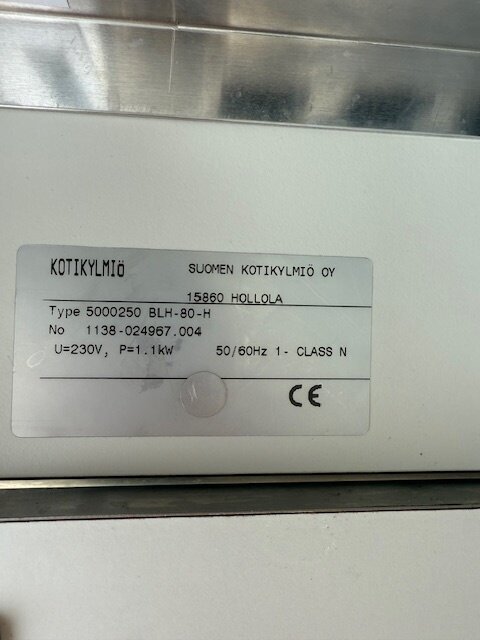 KOTIKYLMIÖ SUOMEN KOTIKYLMIÖ OY
15860 HOLLOLA
Type 5000250 BLH-80-H
No 1138-024967.004
U=230V, P=1.1kW 50/60Hz 1- CLASS N
CE